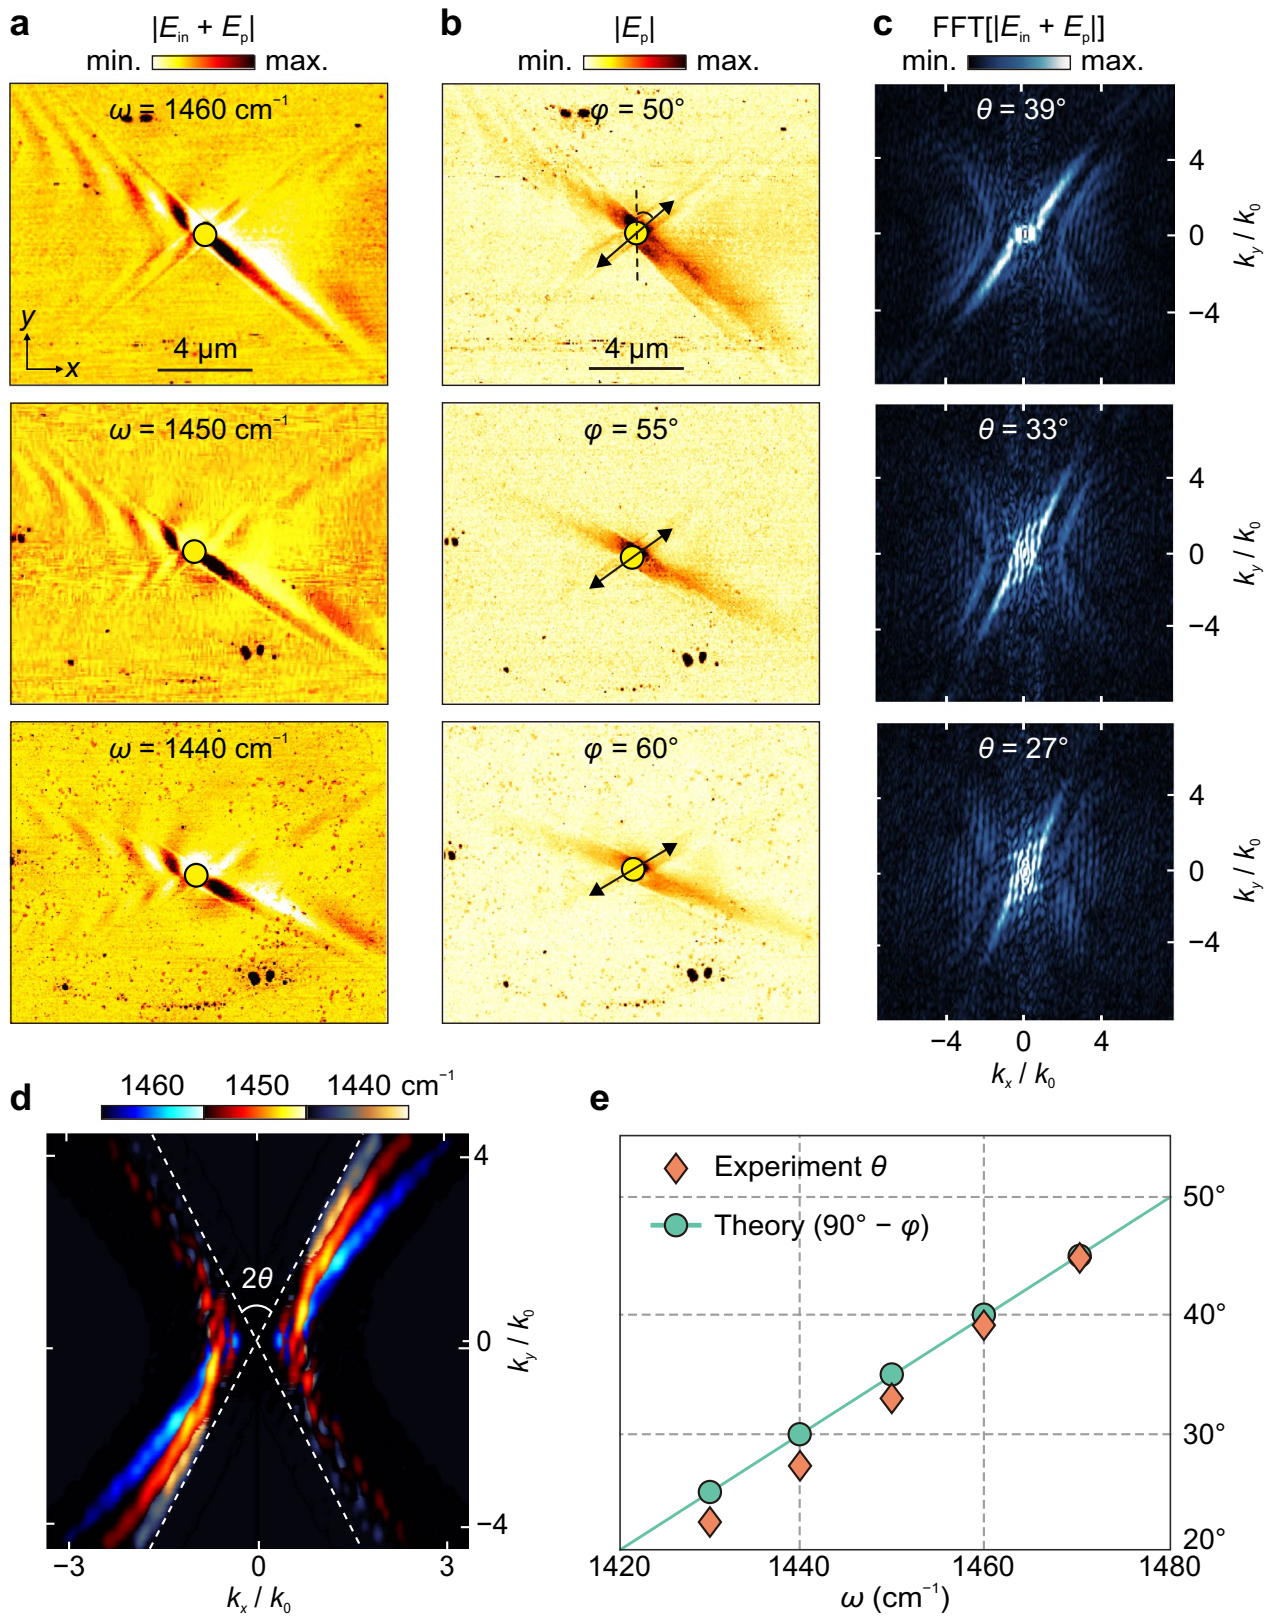 a
|E_in + E_p|
min. max.
ω = 1460 cm⁻¹
y
x
4 µm
ω = 1450 cm⁻¹
ω = 1440 cm⁻¹
b
|E_p|
min. max.
φ = 50°
4 µm
φ = 55°
φ = 60°
c
FFT[|E_in + E_p|]
min. max.
θ = 39°
4
0
−4
k_y / k_0
θ = 33°
4
0
−4
k_y / k_0
θ = 27°
4
0
−4
k_y / k_0
−4 0 4
k_x / k_0
d
1460 1450 1440 cm⁻¹
2θ
4
0
−4
k_y / k_0
−3 0 3
k_x / k_0
e
Experiment θ
Theory (90° − φ)
50°
40°
30°
20°
1420 1440 1460 1480
ω (cm⁻¹)